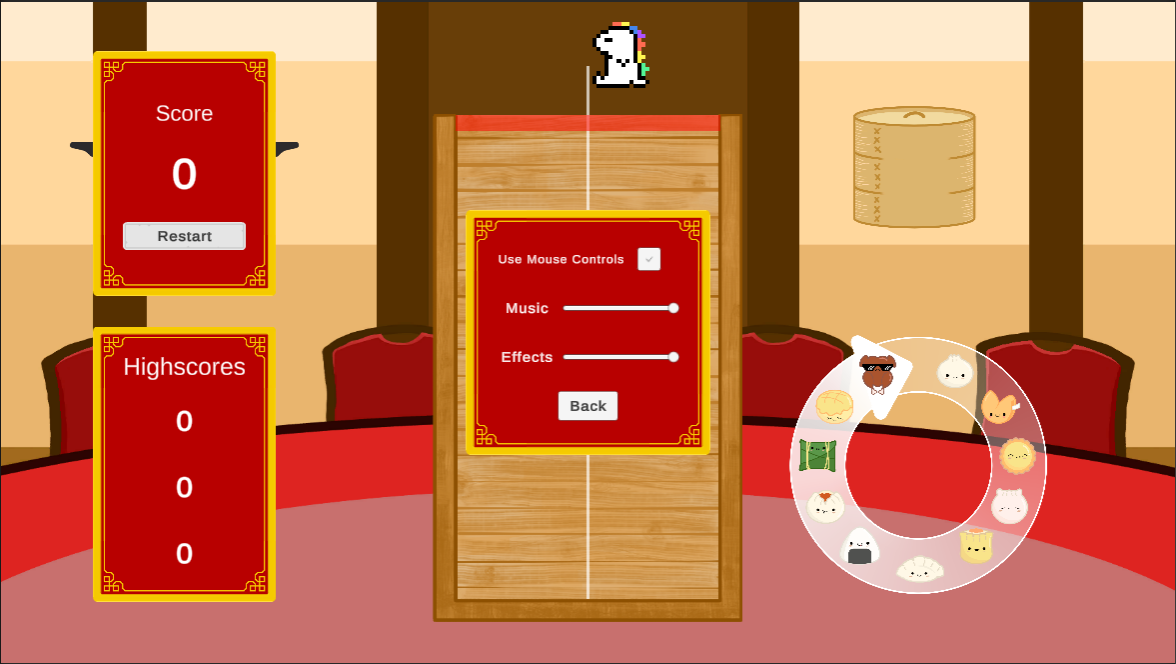 Score
0
Restart
Highscores
0
0
0
Use Mouse Controls
Music
Effects
Back